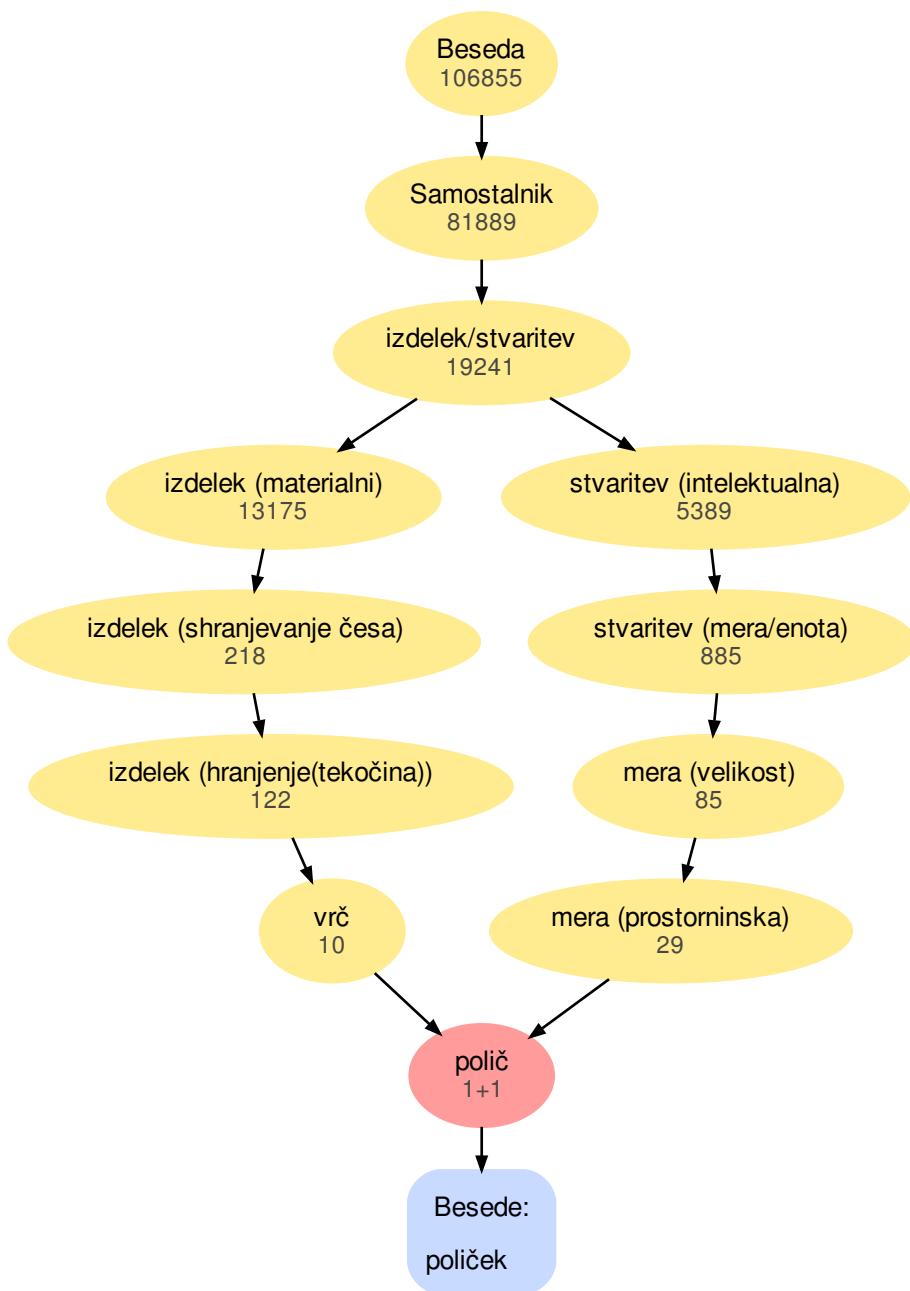 Beseda
106855
Samostalnik
81889
izdelek/stvaritev
19241
izdelek (materialni)
13175
stvaritev (intelektualna)
5389
izdelek (shranjevanje česa)
218
stvaritev (mera/enota)
885
izdelek (hranjenje(tekočina))
122
mera (velikost)
85
vrč
10
mera (prostorninska)
29
polič
1+1
Besede:
poliček